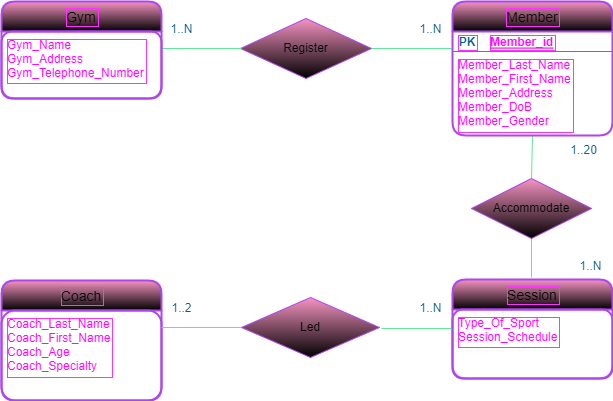 Gym
1..N
Register
1..N
Member
Gym_Name
Gym_Address
Gym_Telephone_Number
PK Member_id
Member_Last_Name
Member_First_Name
Member_Address
Member_DoB
Member_Gender
1..20
Accommodate
1..N
Coach
1..2
Led
1..N
Session
Coach_Last_Name
Coach_First_Name
Coach_Age
Coach_Specialty
Type_Of_Sport
Session_Schedule